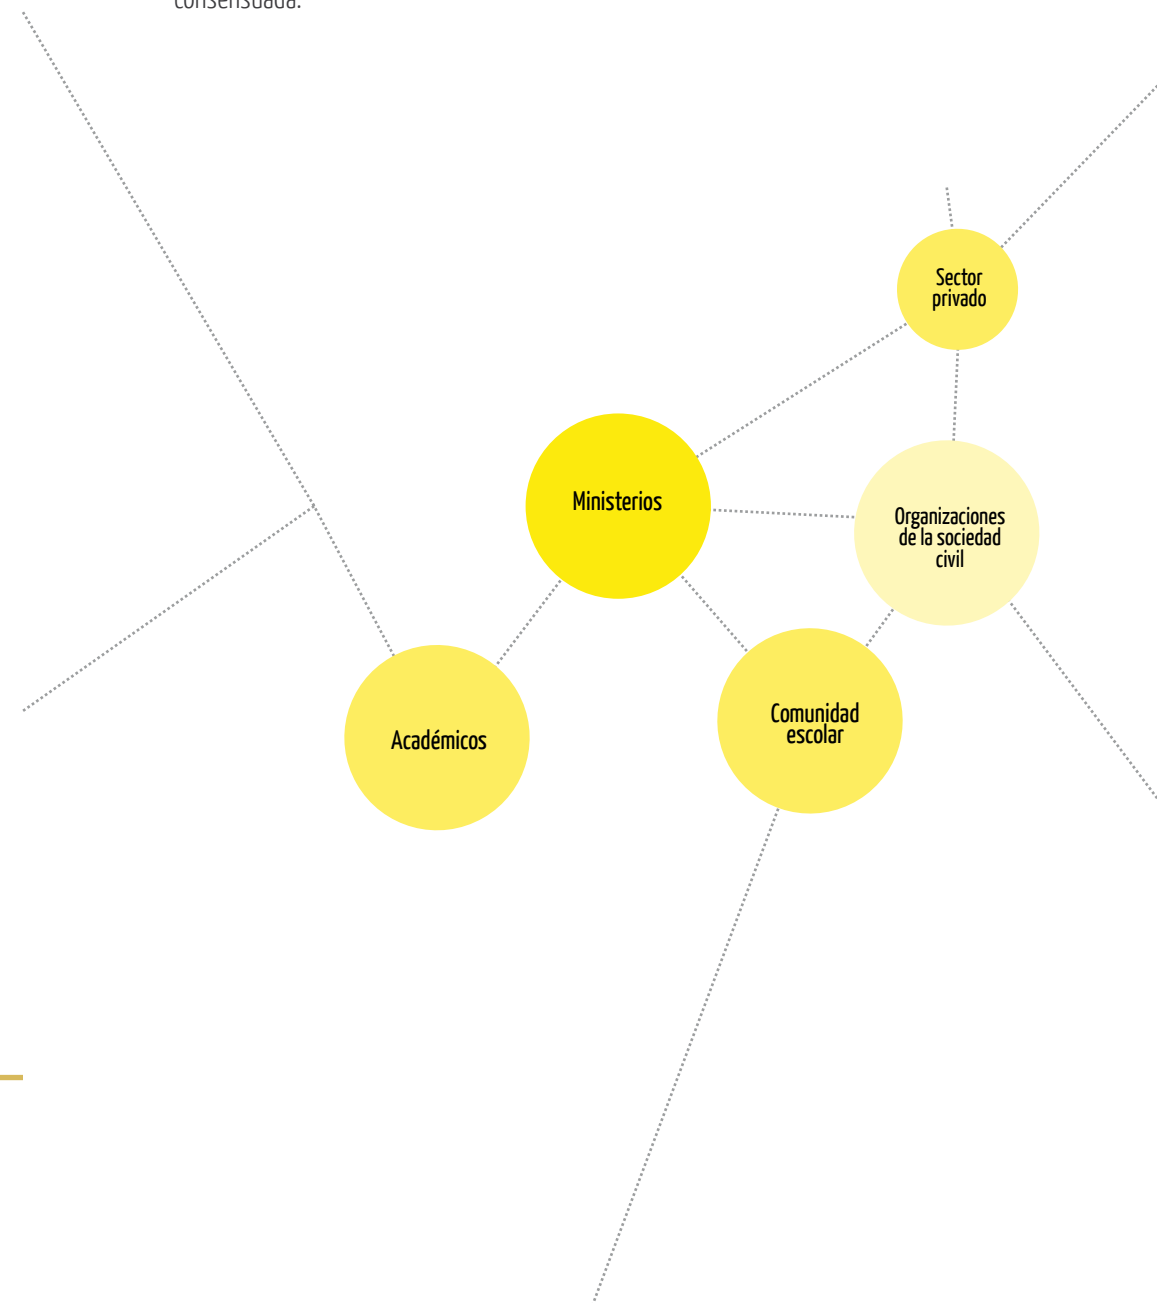 consensuada.
Sector
privado
Ministerios
Organizaciones
de la sociedad
civil
Comunidad
escolar
Académicos